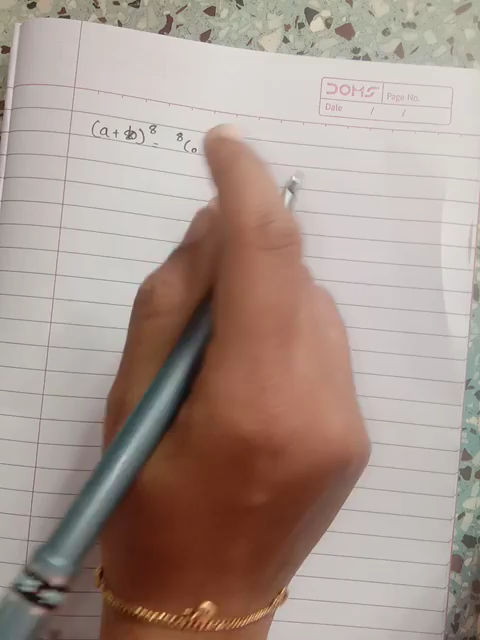 DOMS Page No.
Date / /
(a+b)⁸ = ⁸C₀